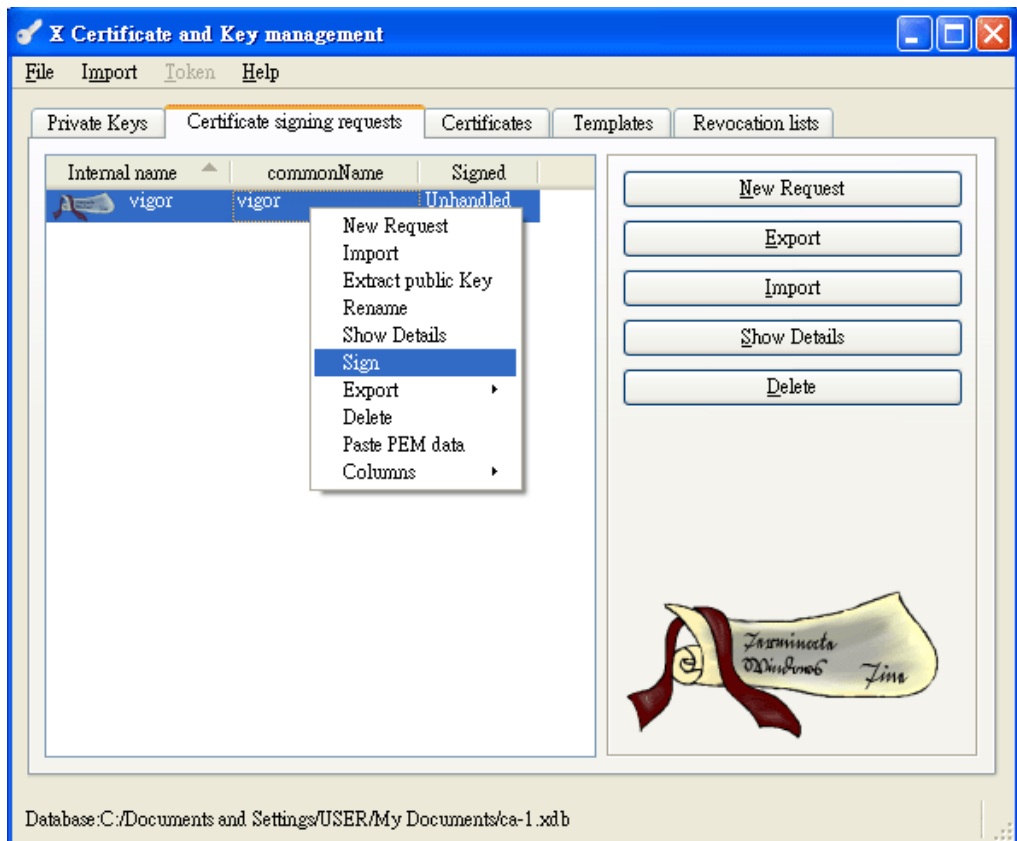 X Certificate and Key management
File Import Token Help
Private Keys Certificate signing requests Certificates Templates Revocation lists
Internal name commonName Signed
vigor vigor Unhandled
New Request
Import
Extract public Key
Rename
Show Details
Sign
Export
Delete
Paste PEM data
Columns
New Request
Export
Import
Show Details
Delete
Windows
Database:C:/Documents and Settings/USER/My Documents/ca-1.xdb